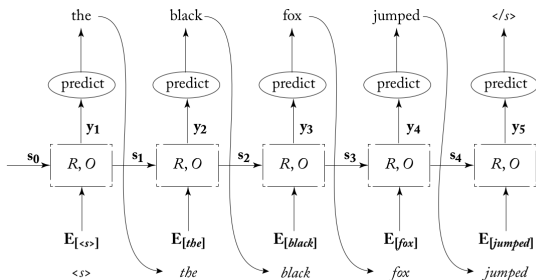 the black fox jumped </s>
predict predict predict predict predict
y1 y2 y3 y4 y5
s0 R, O s1 R, O s2 R, O s3 R, O s4 R, O
E[<s>] E[the] E[black] E[fox] E[jumped]
<s> the black fox jumped